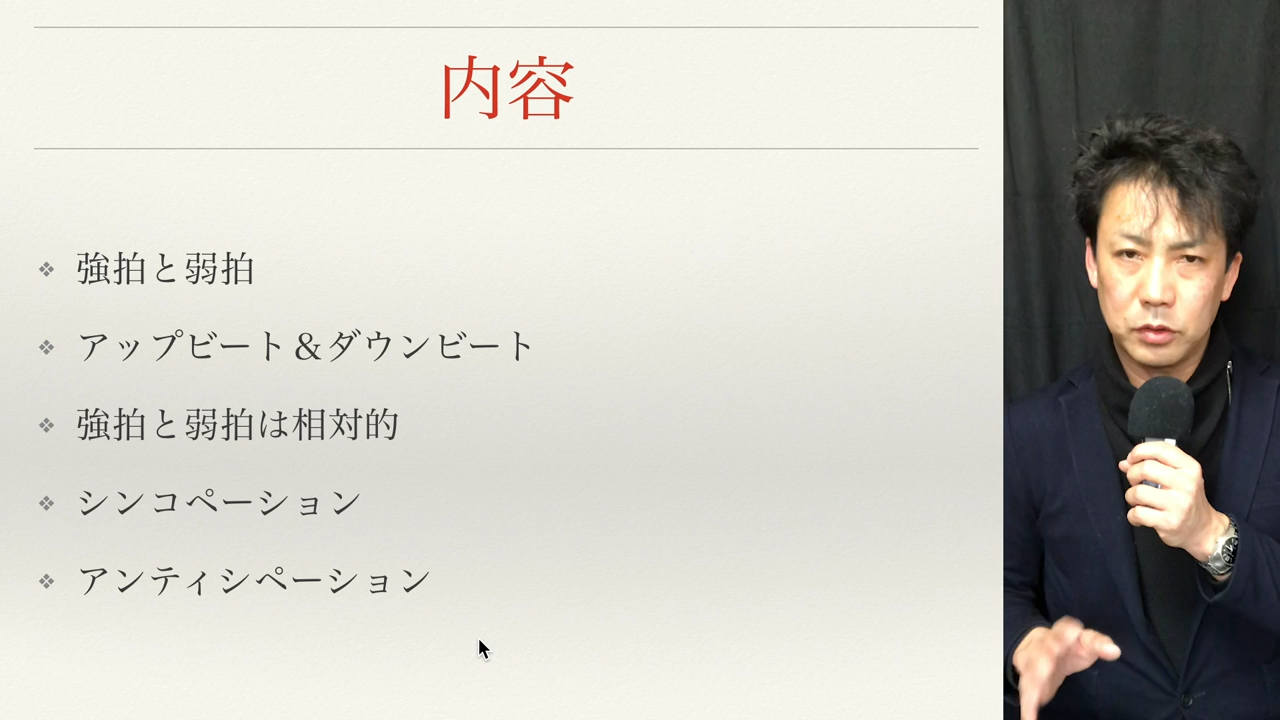 内容
強拍と弱拍
アップビート＆ダウンビート
強拍と弱拍は相対的
シンコペーション
アンティシペーション